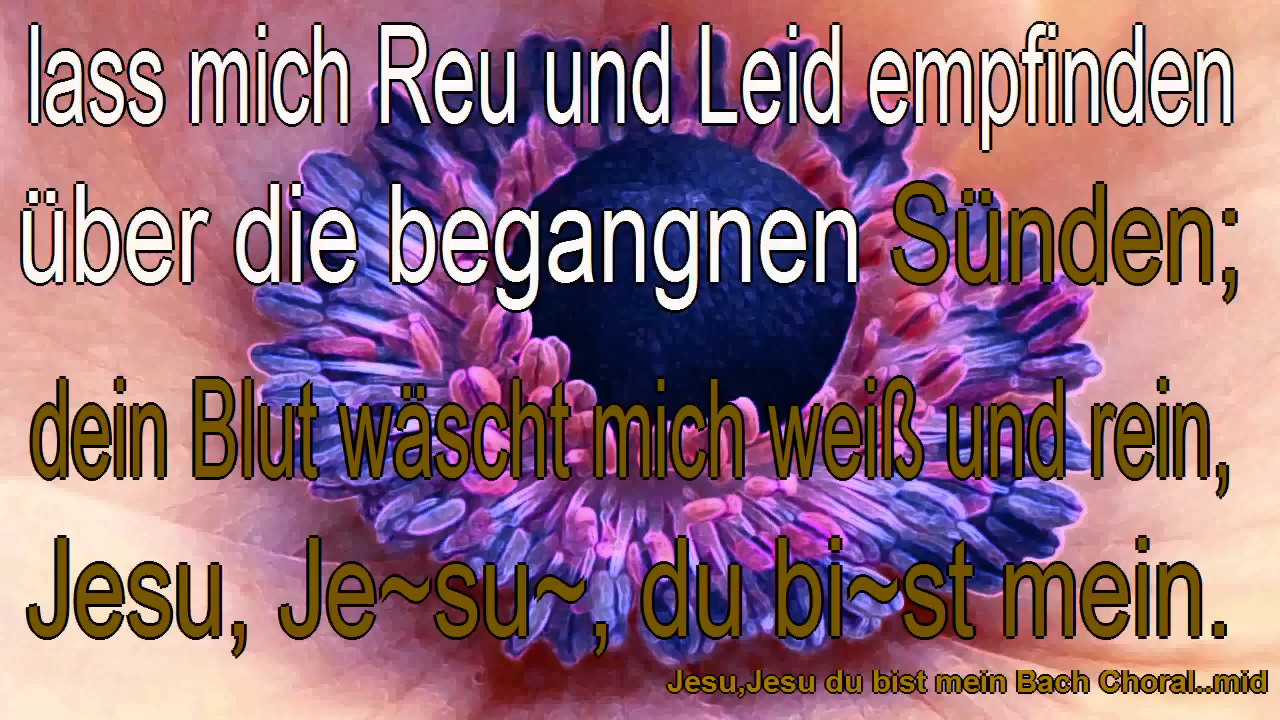 lass mich Reu und Leid empfinden
über die begangnen Sünden;
dein Blut wäscht mich weiß und rein,
Jesu, Je~su~ , du bi~st mein.
Jesu,Jesu du bist mein Bach Choral..mid